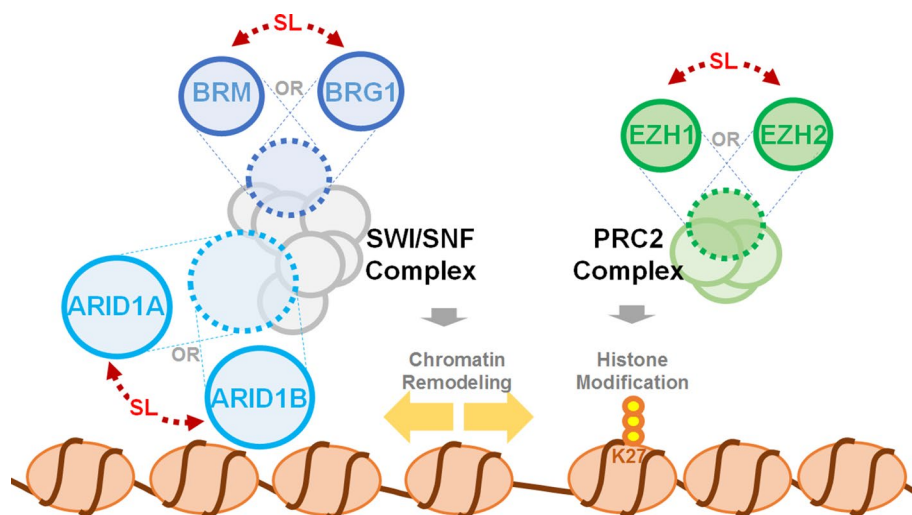 SL
BRM
OR
BRG1
SL
EZH1
OR
EZH2
SWI/SNF
Complex
PRC2
Complex
ARID1A
OR
ARID1B
SL
Chromatin
Remodeling
Histone
Modification
K27